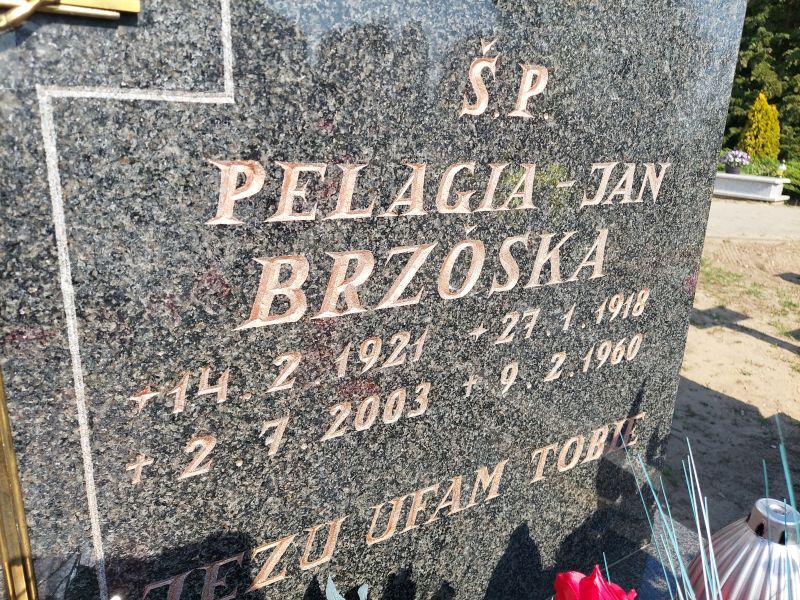 Ś.P.
PELAGIA-JAN
BRZÓSKA
+14.2.1921 +27.1.1918
+2 7 2003 +9.2.1960
JEZU UFAM TOBIE